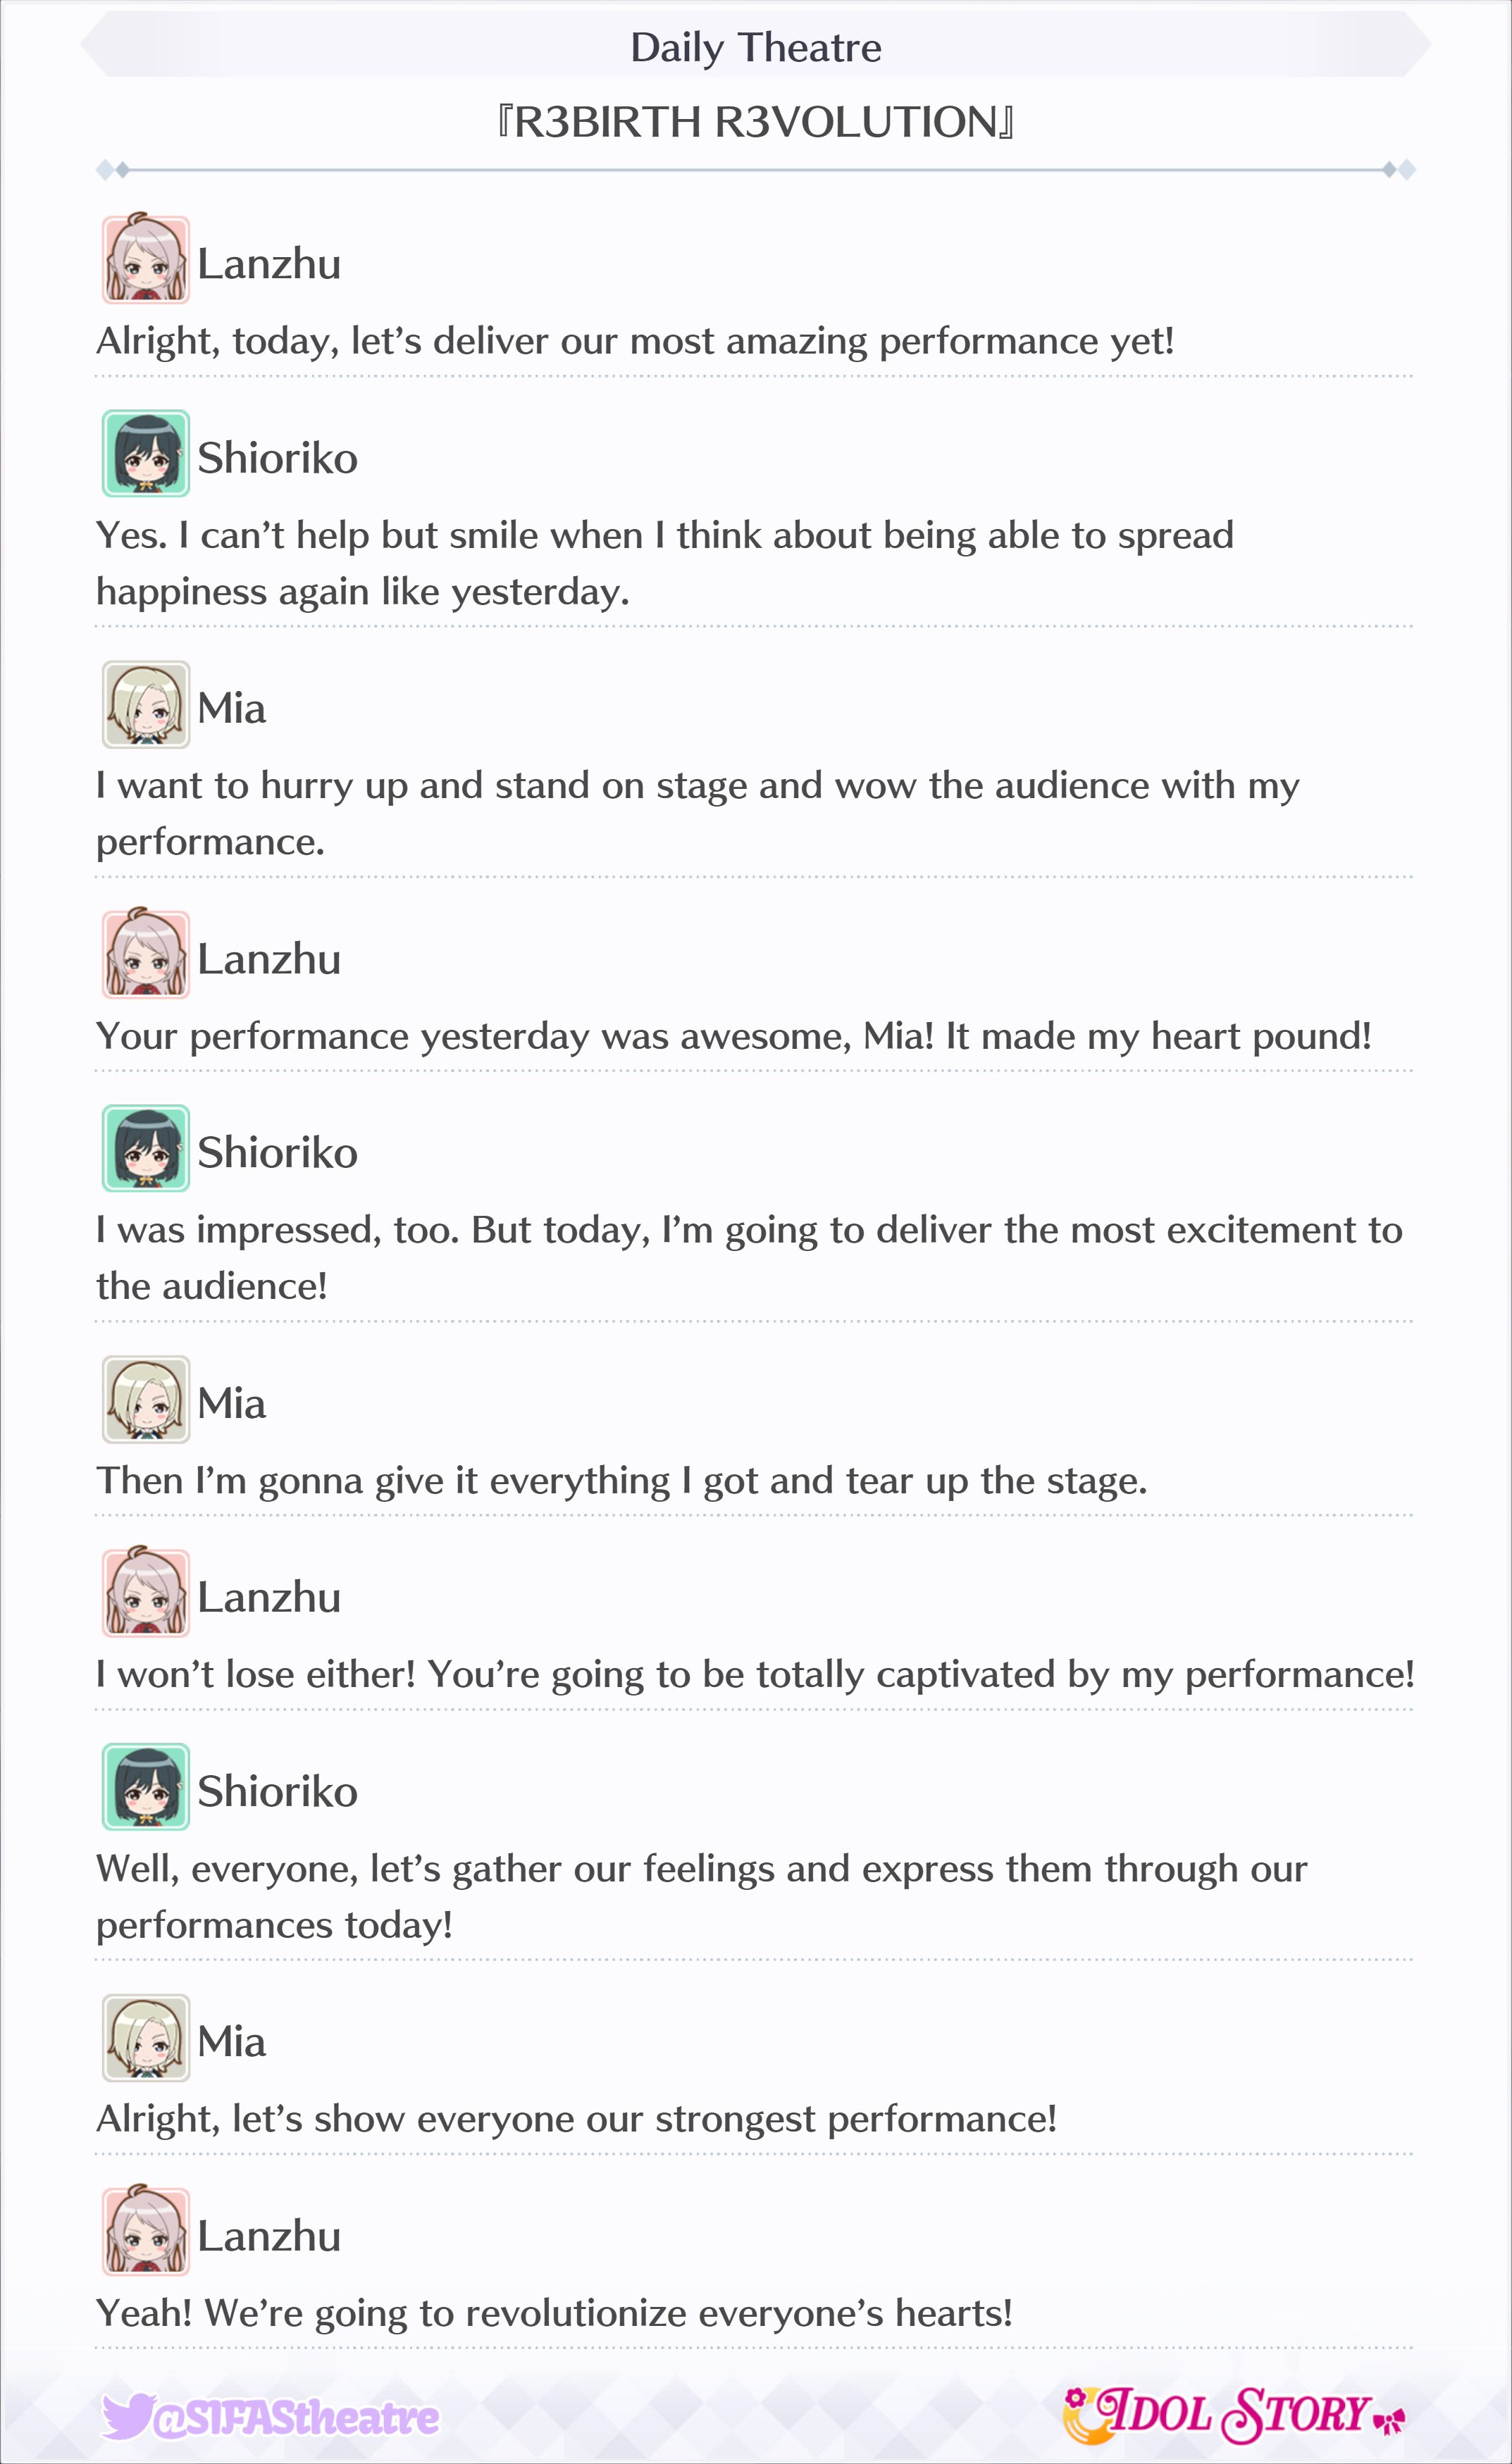 Daily Theatre
『R3BIRTH R3VOLUTION』
Lanzhu
Alright, today, let’s deliver our most amazing performance yet!
Shioriko
Yes. I can’t help but smile when I think about being able to spread
happiness again like yesterday.
Mia
I want to hurry up and stand on stage and wow the audience with my
performance.
Lanzhu
Your performance yesterday was awesome, Mia! It made my heart pound!
Shioriko
I was impressed, too. But today, I’m going to deliver the most excitement to
the audience!
Mia
Then I’m gonna give it everything I got and tear up the stage.
Lanzhu
I won’t lose either! You’re going to be totally captivated by my performance!
Shioriko
Well, everyone, let’s gather our feelings and express them through our
performances today!
Mia
Alright, let’s show everyone our strongest performance!
Lanzhu
Yeah! We’re going to revolutionize everyone’s hearts!
@SIFAStheatre
IDOL STORY